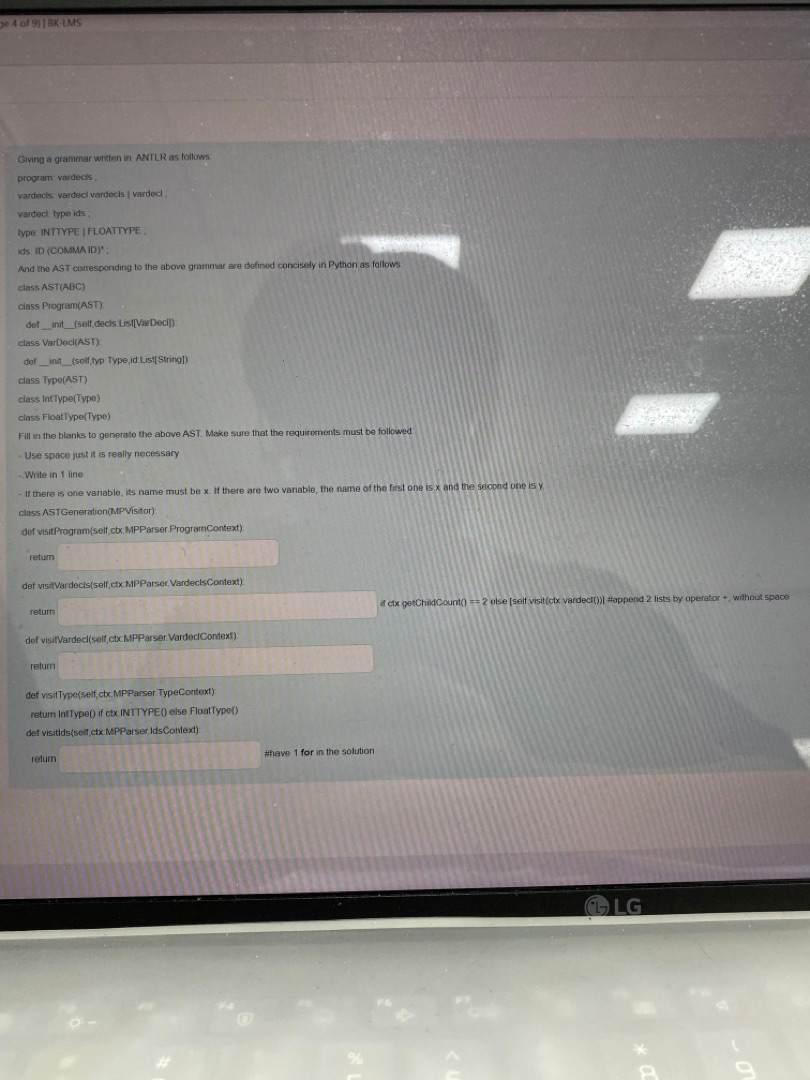 ge 4 of 9) | BK-LMS
Giving a grammar written in ANTLR as follows:
program: vardecls ;
vardecls: vardecl vardecls | vardecl ;
vardecl: type ids ;
type: INTTYPE | FLOATTYPE ;
ids: ID (COMMA ID)* ;
And the AST corresponding to the above grammar are defined concisely in Python as follows:
class AST(ABC)
class Program(AST):
def __init__(self,decls:List[VarDecl]):
class VarDecl(AST):
def __init__(self,typ:Type,id:List[String])
class Type(AST)
class IntType(Type)
class FloatType(Type)
Fill in the blanks to generate the above AST. Make sure that the requirements must be followed:
- Use space just it is really necessary
- Write in 1 line
- If there is one variable, its name must be x. If there are two variable, the name of the first one is x and the second one is y.
class ASTGeneration(MPVisitor):
def visitProgram(self,ctx:MPParser.ProgramContext):
return
def visitVardecls(self,ctx:MPParser.VardeclsContext):
return if ctx.getChildCount() == 2 else [self.visit(ctx.vardecl())] #append 2 lists by operator +, without space
def visitVardecl(self,ctx:MPParser.VardeclContext):
return
def visitType(self,ctx:MPParser.TypeContext):
return IntType() if ctx.INTTYPE() else FloatType()
def visitIds(self,ctx:MPParser.IdsContext):
return #have 1 for in the solution
LG
F4
F6
F7
#
%
^
*
8
(
9